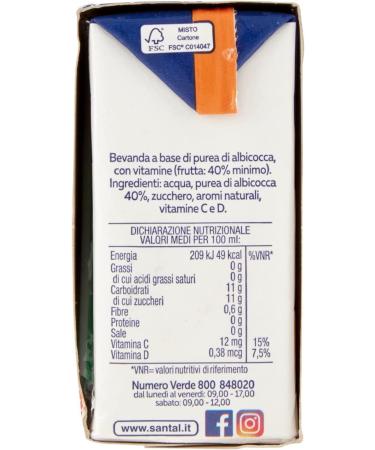 MISTO
Cartone
FSC
FSC® C014047
Bevanda a base di purea di albicocca,
con vitamine (frutta: 40% minimo).
Ingredienti: acqua, purea di albicocca
40%, zucchero, aromi naturali,
vitamine C e D.
DICHIARAZIONE NUTRIZIONALE
VALORI MEDI PER 100 ml:
Energia 209 kJ 49 kcal %VNR*
Grassi 0 g
di cui acidi grassi saturi 0 g
Carboidrati 11 g
di cui zuccheri 11 g
Fibre 0,6 g
Proteine 0 g
Sale 0 g
Vitamina C 12 mg 15%
Vitamina D 0,38 mcg 7,5%
*VNR= valori nutritivi di riferimento
Numero Verde 800 848020
dal lunedì al venerdì: 09,00 - 17,00
sabato: 09,00 - 12,00
www.santal.it